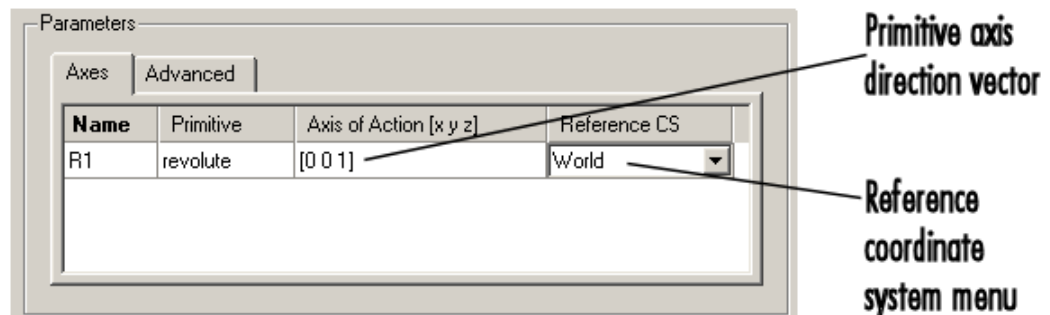 Parameters
Axes
Advanced
Name Primitive Axis of Action [x y z] Reference CS
R1 revolute [0 0 1] World
Primitive axis
direction vector
Reference
coordinate
system menu